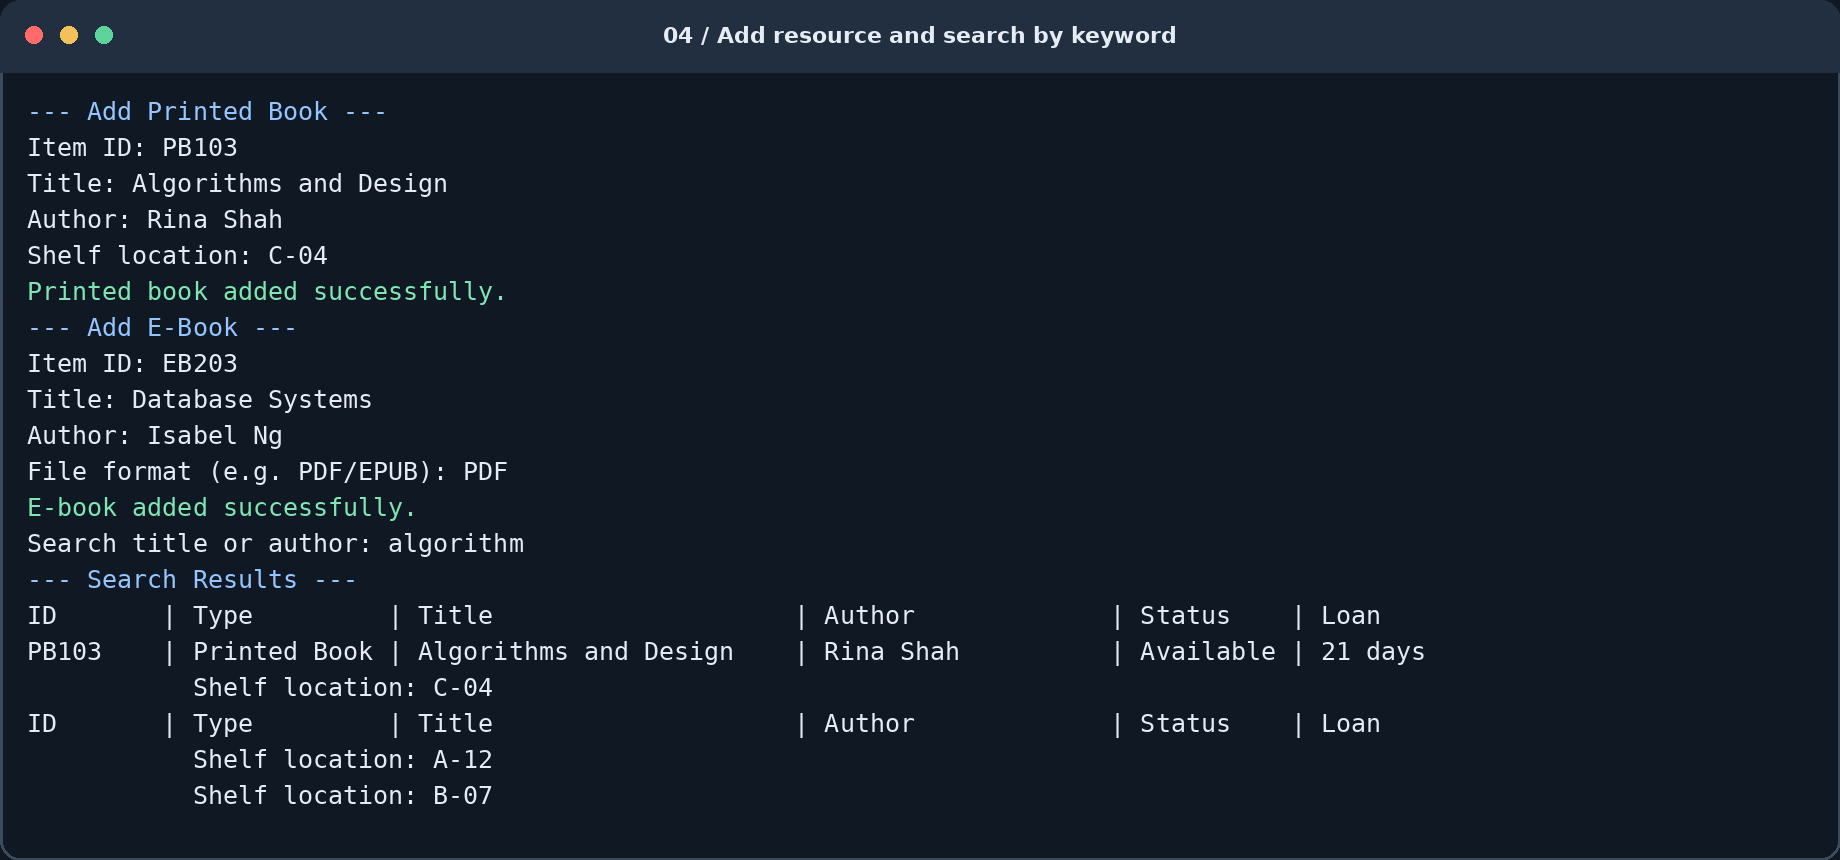 04 / Add resource and search by keyword
--- Add Printed Book ---
Item ID: PB103
Title: Algorithms and Design
Author: Rina Shah
Shelf location: C-04
Printed book added successfully.
--- Add E-Book ---
Item ID: EB203
Title: Database Systems
Author: Isabel Ng
File format (e.g. PDF/EPUB): PDF
E-book added successfully.
Search title or author: algorithm
--- Search Results ---
ID       | Type         | Title                    | Author             | Status    | Loan
PB103    | Printed Book | Algorithms and Design    | Rina Shah          | Available | 21 days
           Shelf location: C-04
ID       | Type         | Title                    | Author             | Status    | Loan
           Shelf location: A-12
           Shelf location: B-07